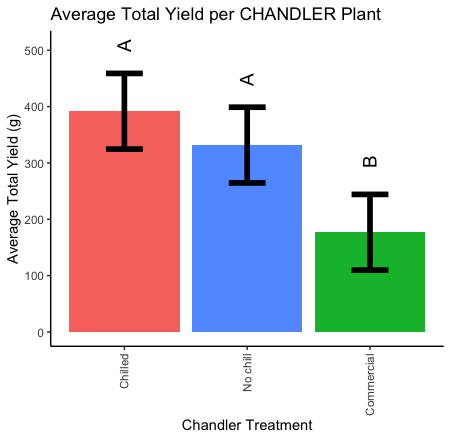 Average Total Yield per CHANDLER Plant
Average Total Yield (g)
500
400
300
200
100
0
A
A
B
Chilled
No chill
Commercial
Chandler Treatment